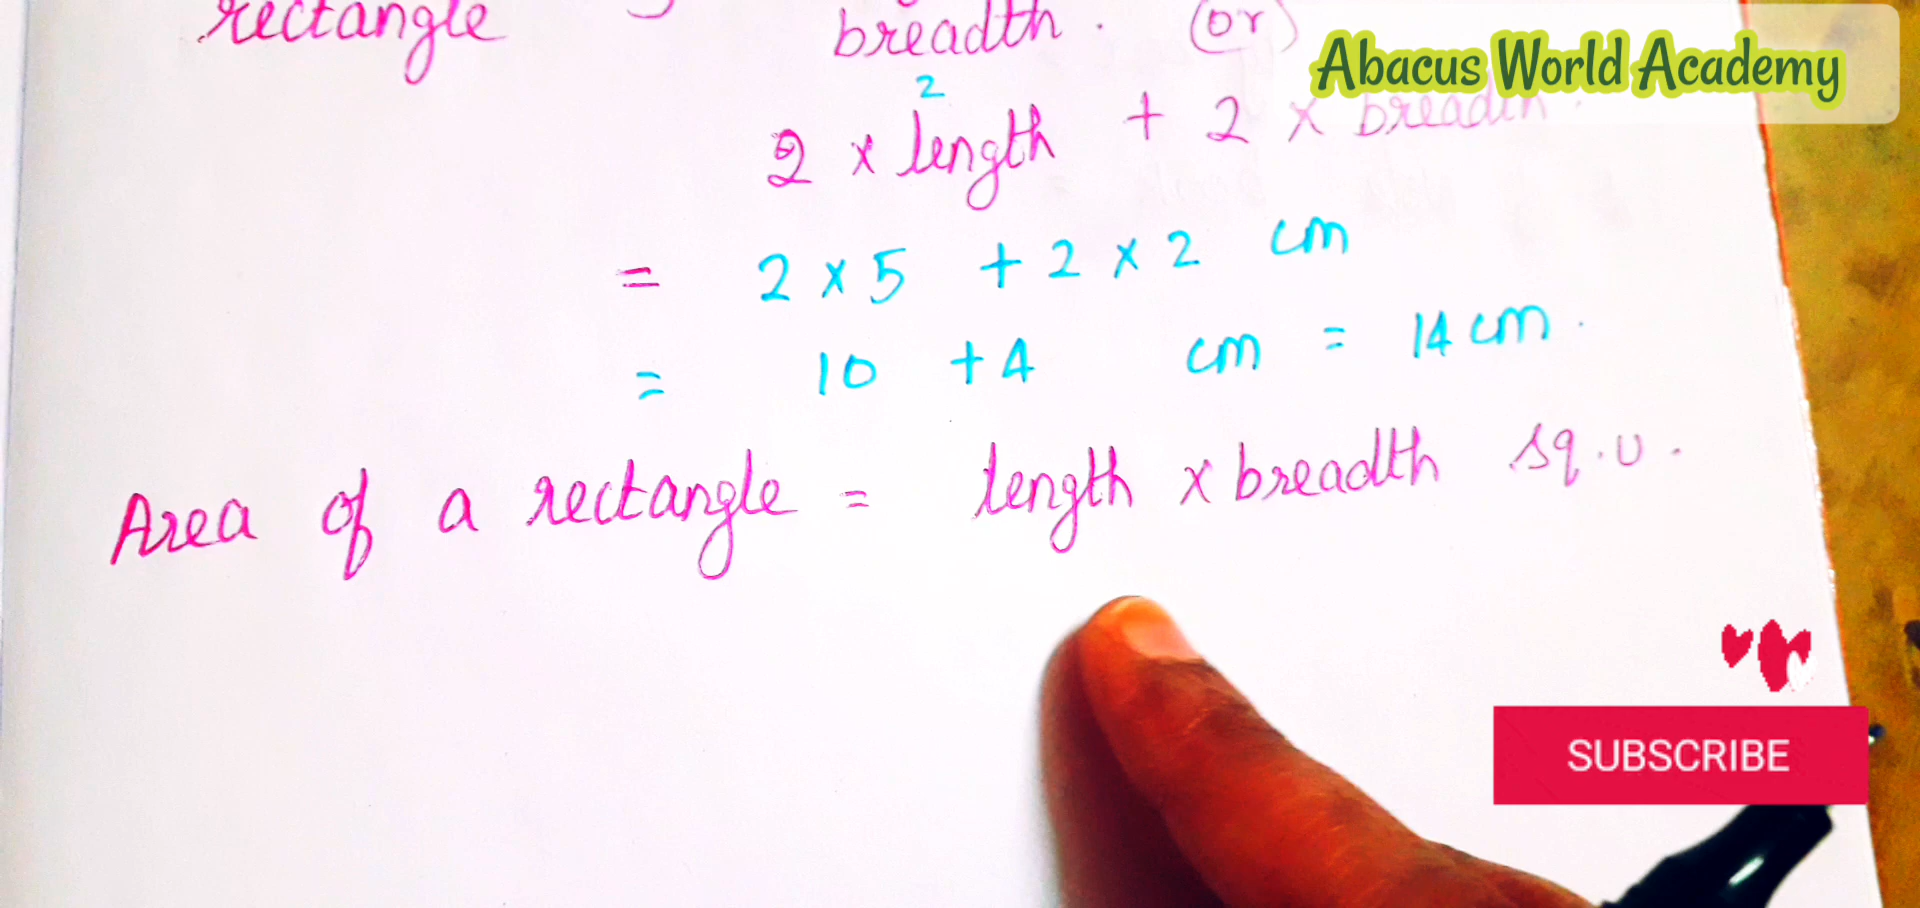 rectangle breadth. (or)
Abacus World Academy
2
2 x length + 2 x breadth.
= 2 x 5 + 2 x 2 cm
= 10 + 4 cm = 14 cm.
Area of a rectangle = length x breadth sq.u.
SUBSCRIBE